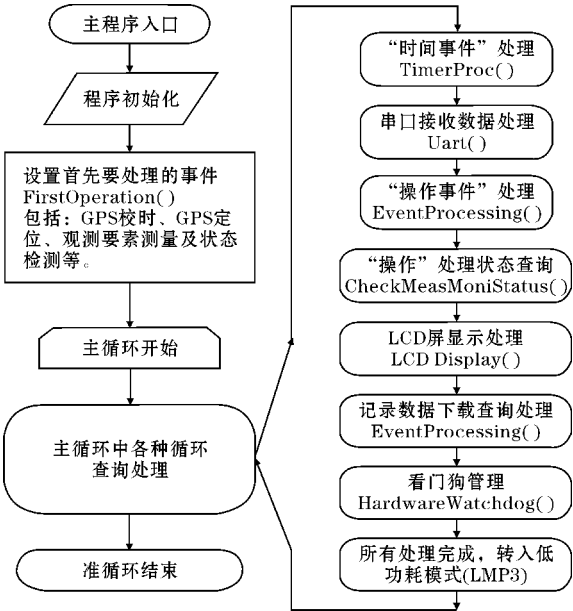 主程序入口
程序初始化
设置首先要处理的事件
FirstOperation()
包括：GPS校时、GPS定
位、观测要素测量及状态
检测等。
主循环开始
主循环中各种循环
查询处理
准循环结束
“时间事件”处理
TimerProc()
串口接收数据处理
Uart()
“操作事件”处理
EventProcessing()
“操作”处理状态查询
CheckMeasMoniStatus()
LCD屏显示处理
LCD Display()
记录数据下载查询处理
EventProcessing()
看门狗管理
HardwareWatchdog()
所有处理完成，转入低
功耗模式(LMP3)